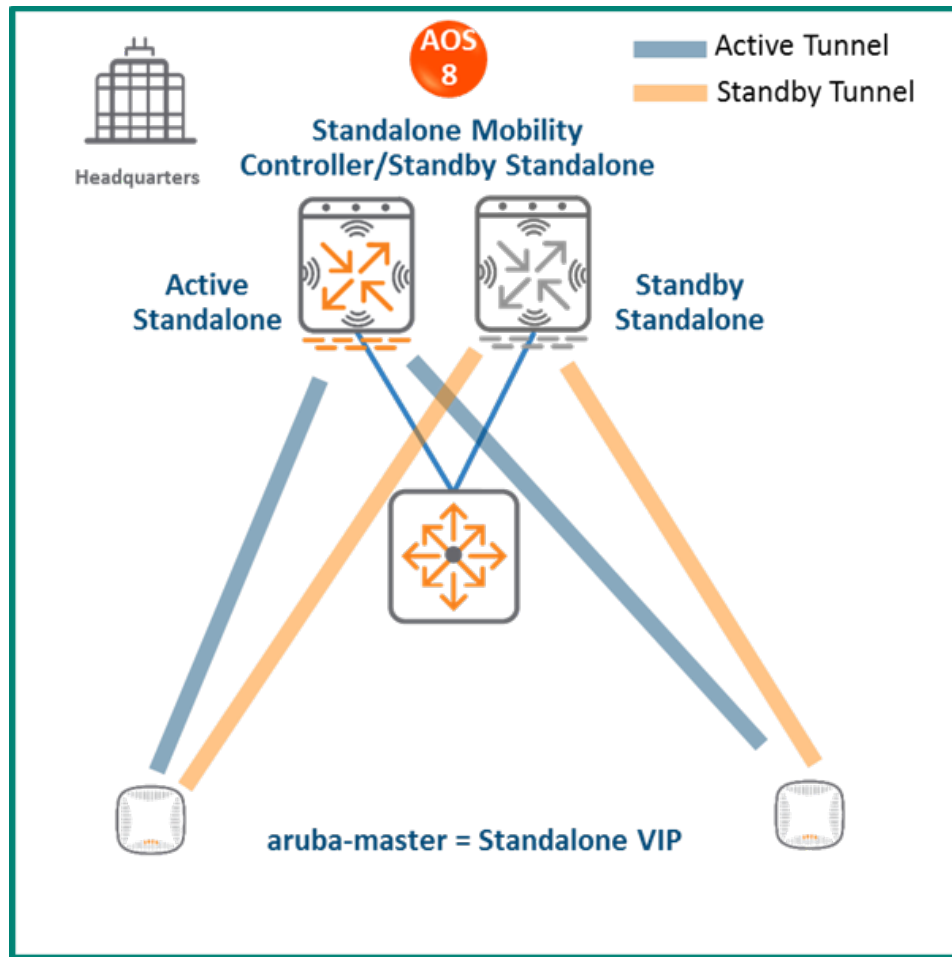 AOS
8
Active Tunnel
Standby Tunnel
Headquarters
Standalone Mobility
Controller/Standby Standalone
Active
Standalone
Standby
Standalone
aruba-master = Standalone VIP